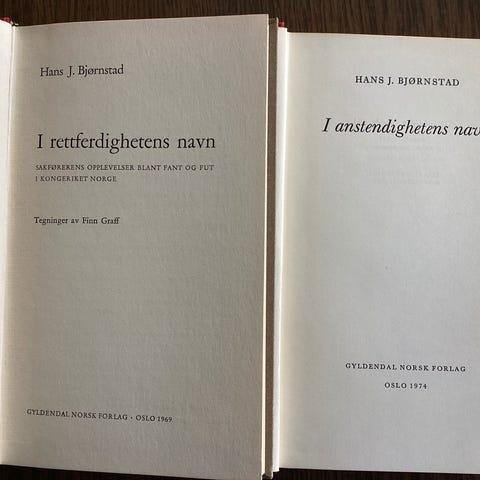 Hans J. Bjørnstad
I rettferdighetens navn
SAKFØRERENS OPPLEVELSER BLANT FANT OG FUT
I KONGERIKET NORGE
Tegninger av Finn Graff
GYLDENDAL NORSK FORLAG · OSLO 1969
HANS J. BJØRNSTAD
I anstendighetens nav
GYLDENDAL NORSK FORLAG
OSLO 1974